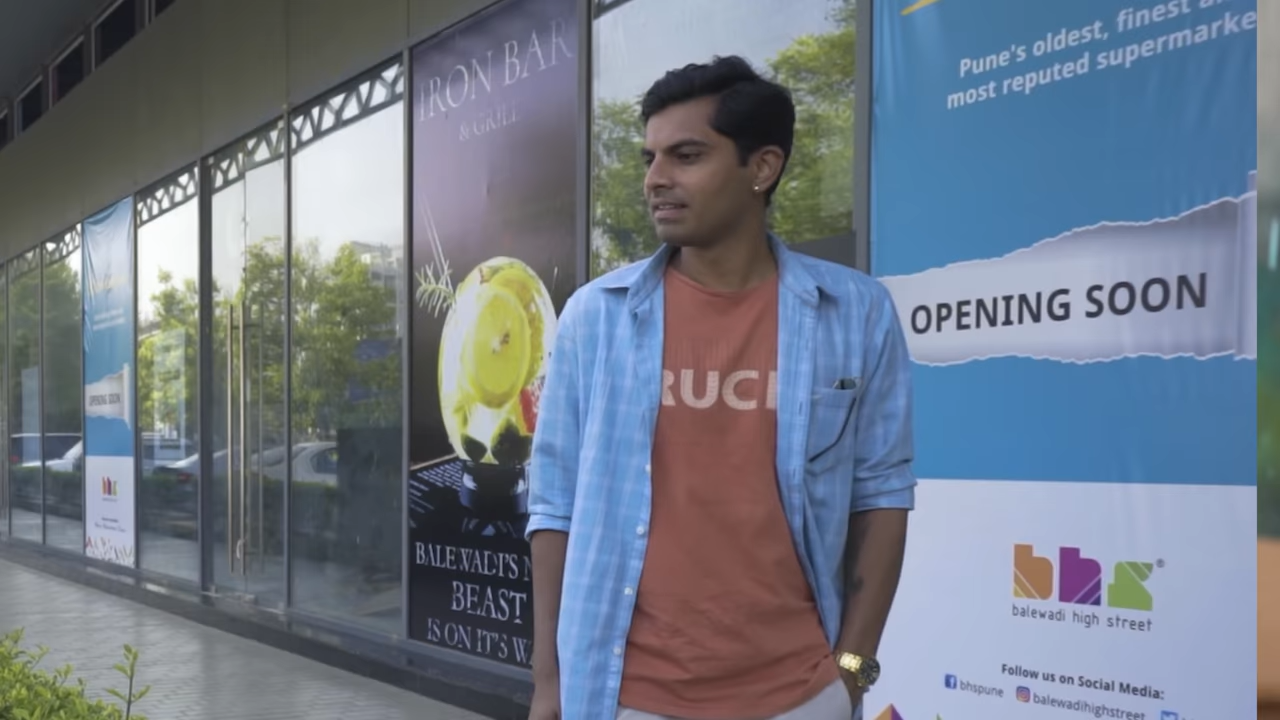 IRON BAR
& GRILL
BALEWADI'S
BEAST
IS ON IT'S
RUC
Pune's oldest, finest
most reputed supermarke
OPENING SOON
bhs
balewadi high street
Follow us on Social Media:
bhspune
balewadihighstreet
OPENING SOON
bhs